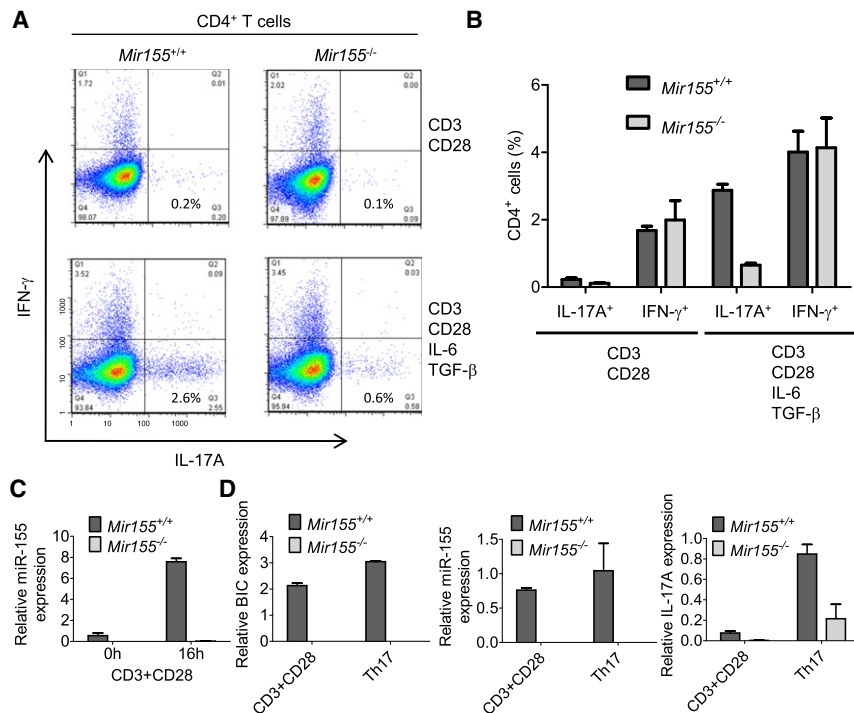 A
CD4⁺ T cells
Mir155⁺/⁺
Mir155⁻/⁻
Q1
1.72
Q2
0.01
Q4
98.07
Q3
0.20
0.2%
Q1
2.02
Q2
0.00
Q4
97.89
Q3
0.09
0.1%
CD3
CD28
Q1
3.52
Q2
0.09
Q4
93.84
Q3
2.55
2.6%
Q1
3.45
Q2
0.03
Q4
95.94
Q3
0.58
0.6%
CD3
CD28
IL-6
TGF-β
1000
100
10
1
1
10
100
1000
IFN-γ
IL-17A
B
Mir155⁺/⁺
Mir155⁻/⁻
CD4⁺ cells (%)
6
4
2
0
IL-17A⁺
IFN-γ⁺
IL-17A⁺
IFN-γ⁺
CD3
CD28
CD3
CD28
IL-6
TGF-β
C
Mir155⁺/⁺
Mir155⁻/⁻
Relative miR-155
expression
10
8
6
4
2
0
0h
16h
CD3+CD28
D
Mir155⁺/⁺
Mir155⁻/⁻
Relative BIC expression
4
3
2
1
0
CD3+CD28
Th17
Mir155⁺/⁺
Mir155⁻/⁻
Relative miR-155
expression
1.5
1.0
0.5
0.0
CD3+CD28
Th17
Mir155⁺/⁺
Mir155⁻/⁻
Relative IL-17A expression
1.0
0.8
0.6
0.4
0.2
0.0
CD3+CD28
Th17